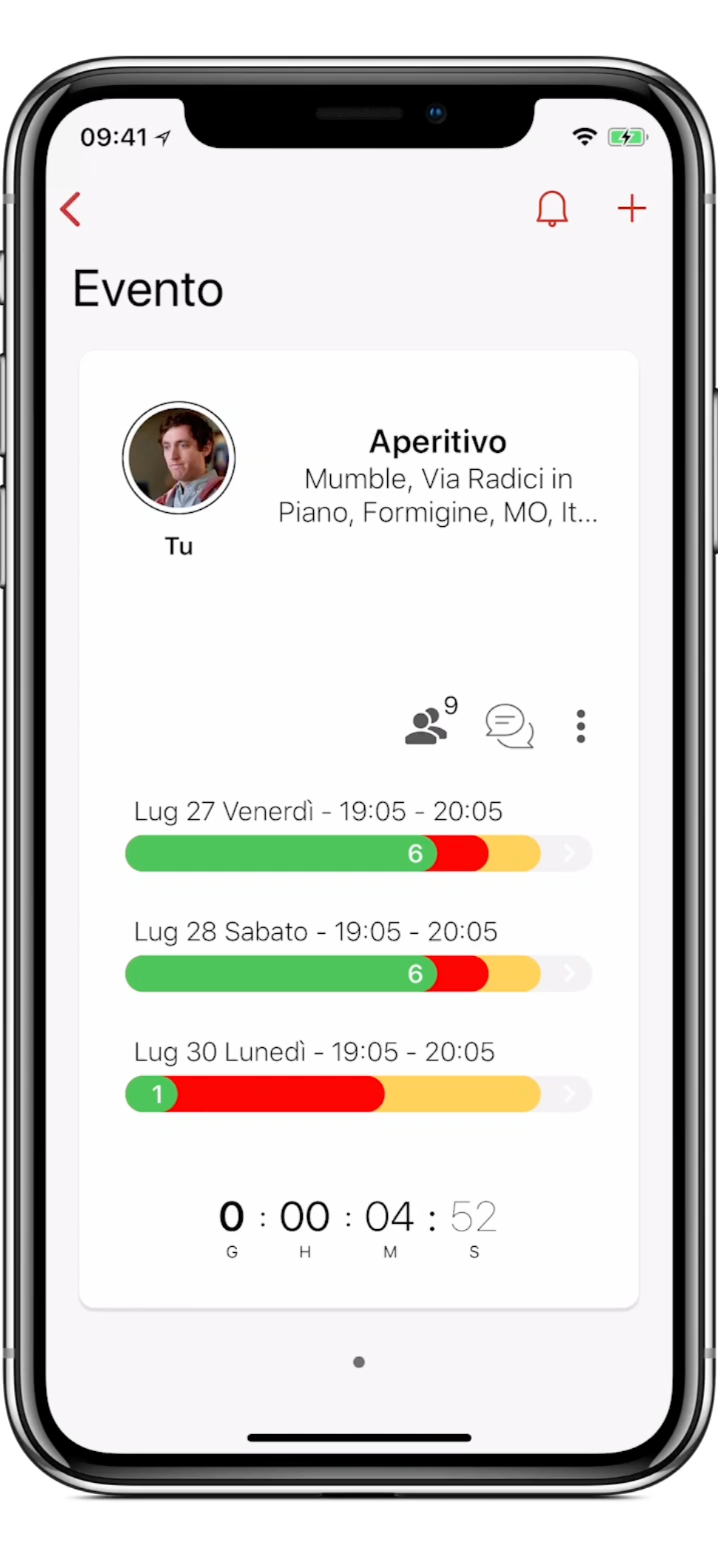 09:41
Evento
Aperitivo
Mumble, Via Radici in
Piano, Formigine, MO, It...
Tu
9
Lug 27 Venerdì - 19:05 - 20:05
6
Lug 28 Sabato - 19:05 - 20:05
6
Lug 30 Lunedì - 19:05 - 20:05
1
0 : 00 : 04 : 52
G H M S